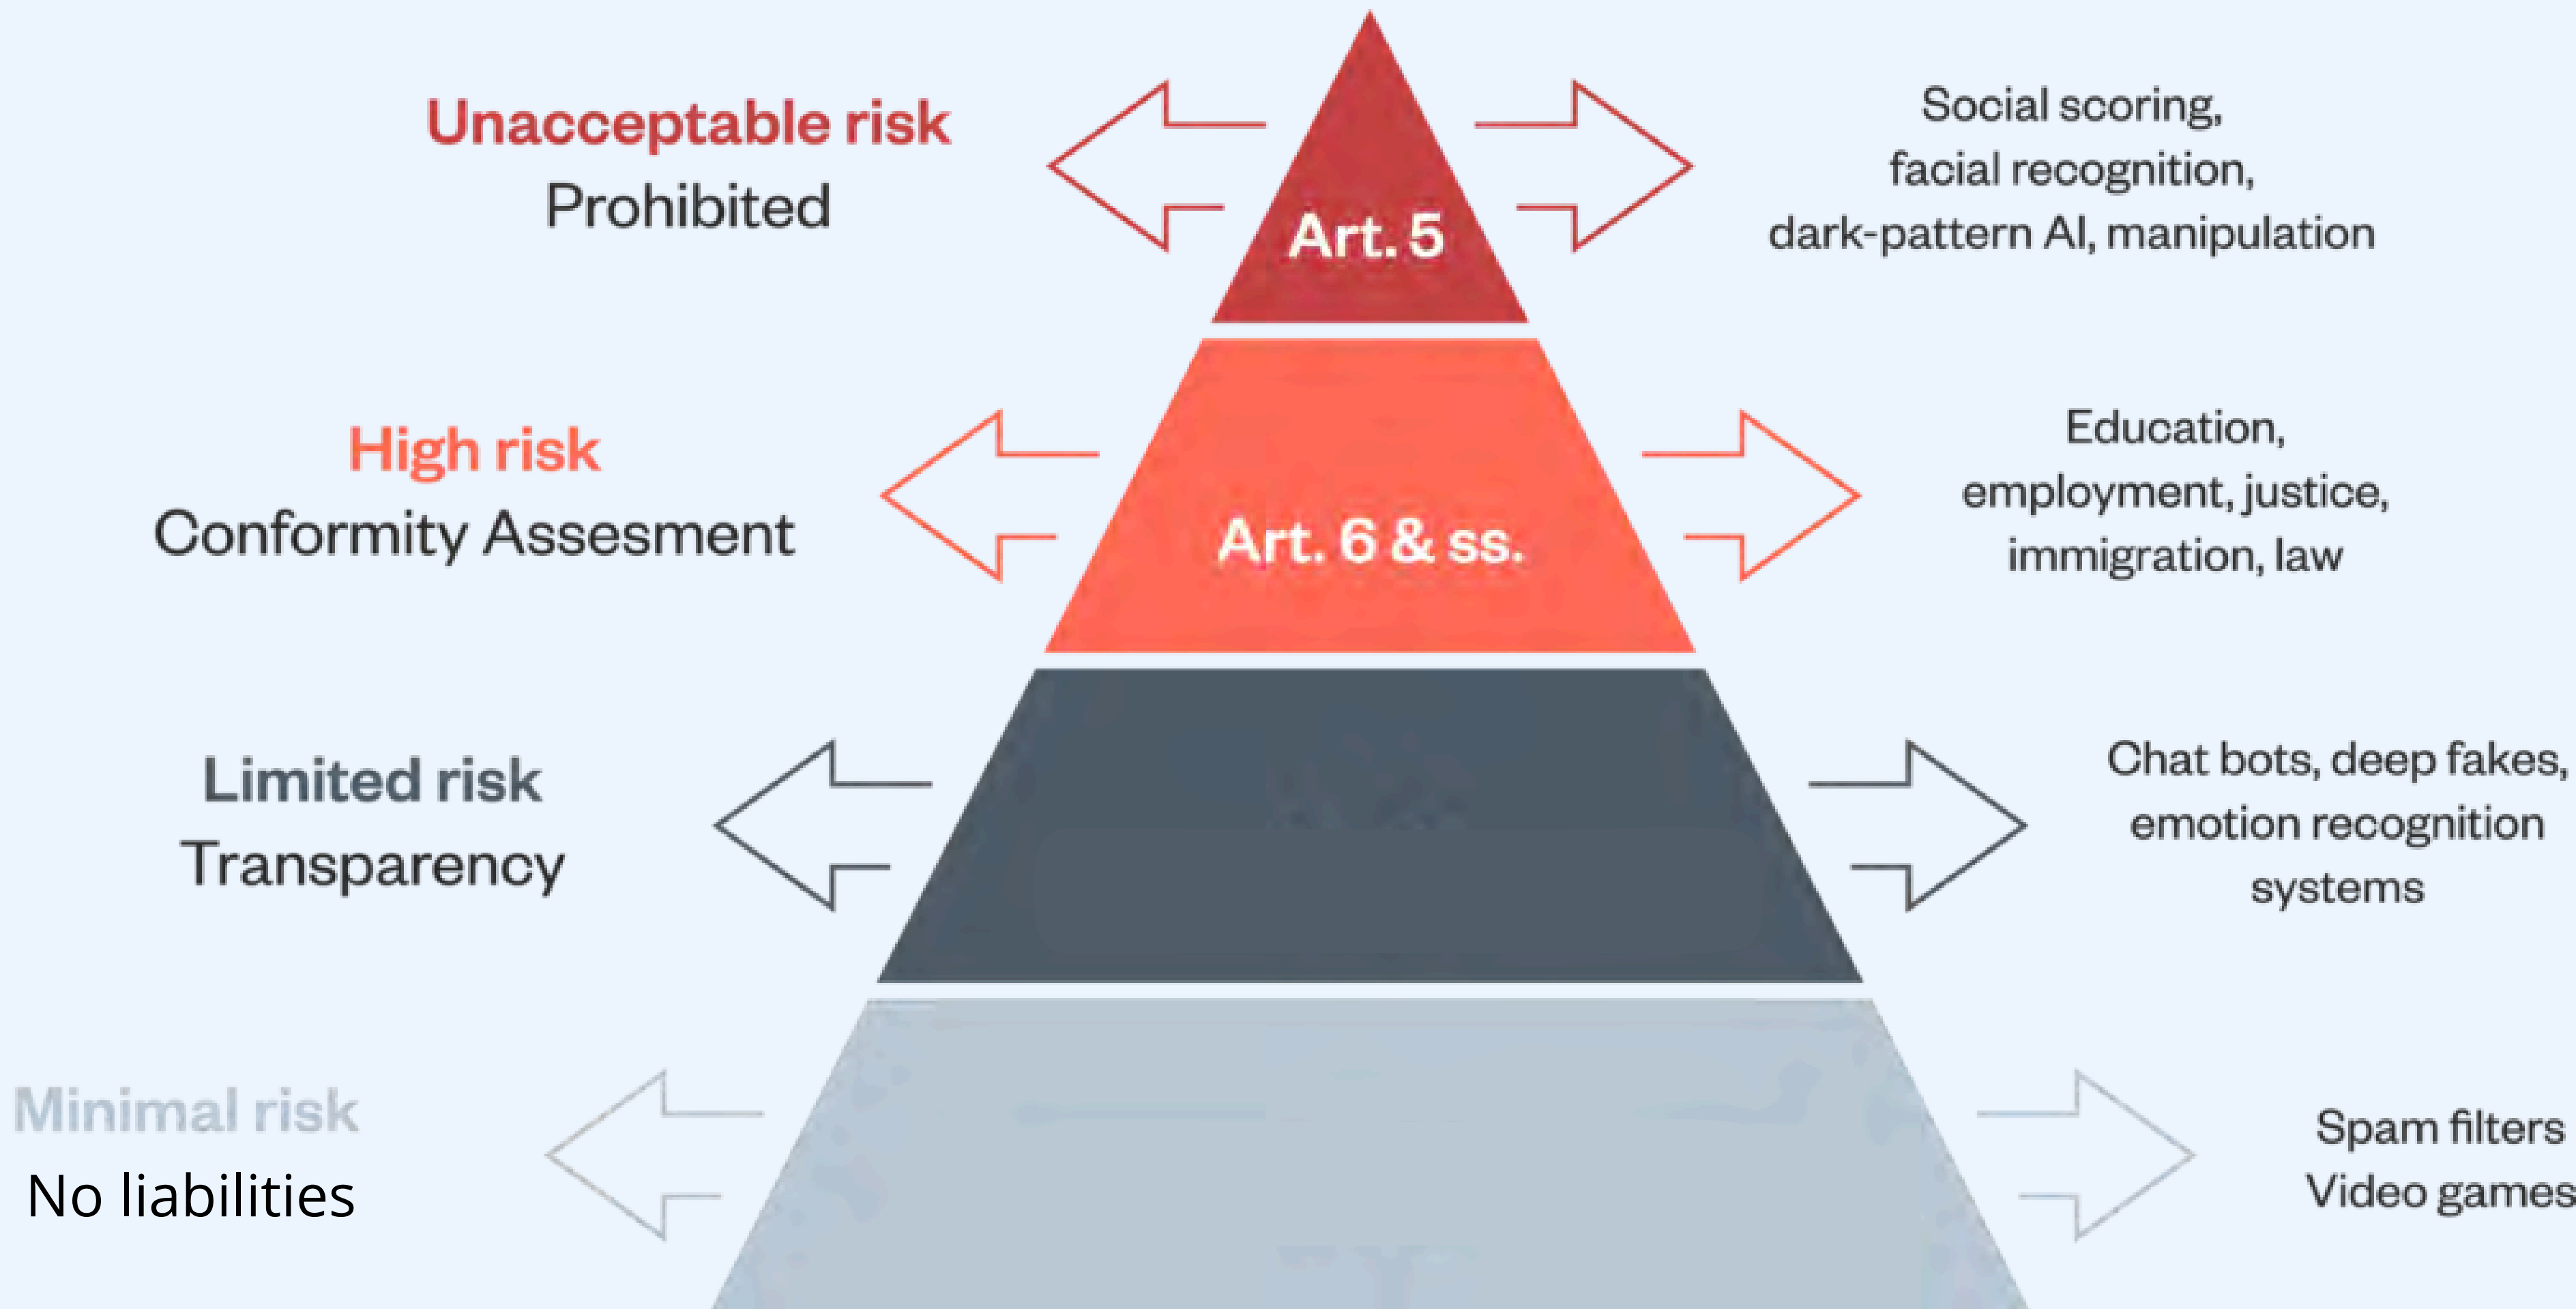 Unacceptable risk
Prohibited
Art. 5
Social scoring,
facial recognition,
dark-pattern AI, manipulation
High risk
Conformity Assesment
Art. 6 & ss.
Education,
employment, justice,
immigration, law
Limited risk
Transparency
Chat bots, deep fakes,
emotion recognition
systems
Minimal risk
No liabilities
Spam filters
Video games